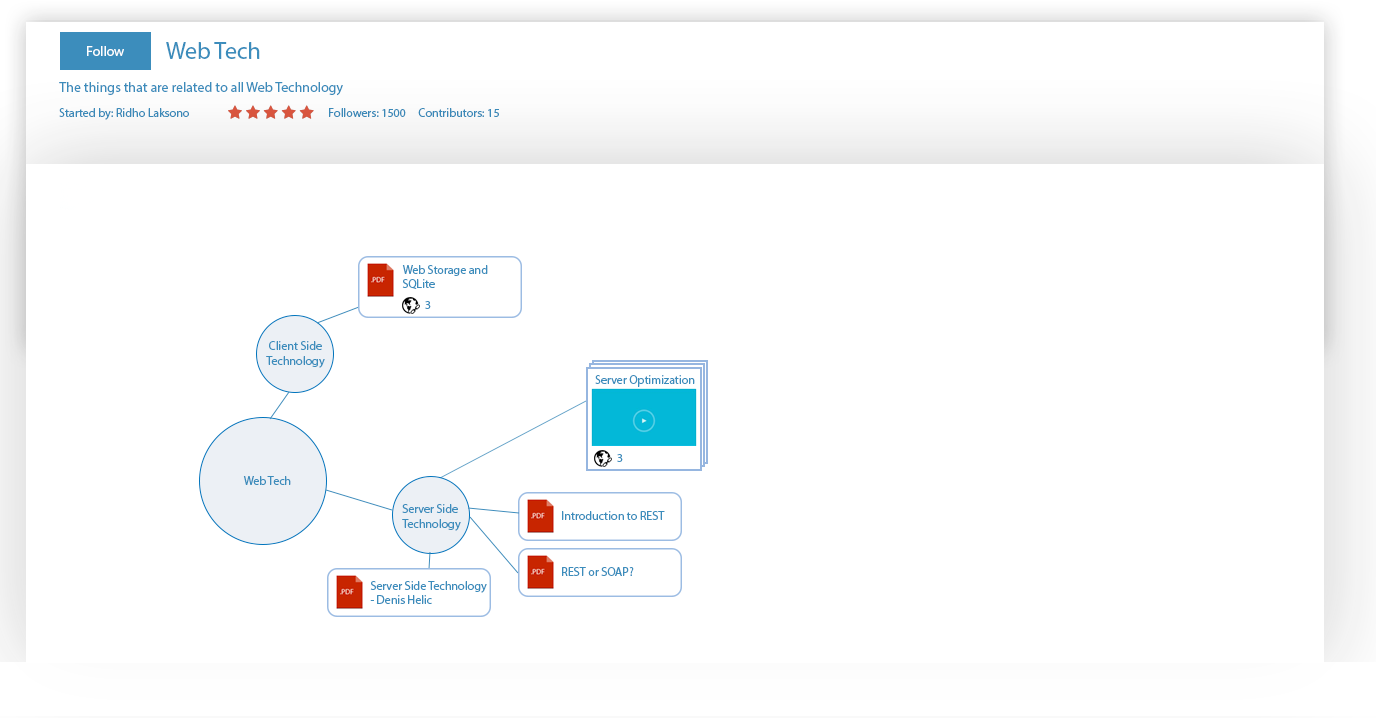 Follow
Web Tech
The things that are related to all Web Technology
Started by: Ridho Laksono
Followers: 1500
Contributors: 15
.PDF
Web Storage and
SQLite
3
Client Side
Technology
Server Optimization
3
Web Tech
Server Side
Technology
.PDF
Introduction to REST
.PDF
REST or SOAP?
.PDF
Server Side Technology
- Denis Helic